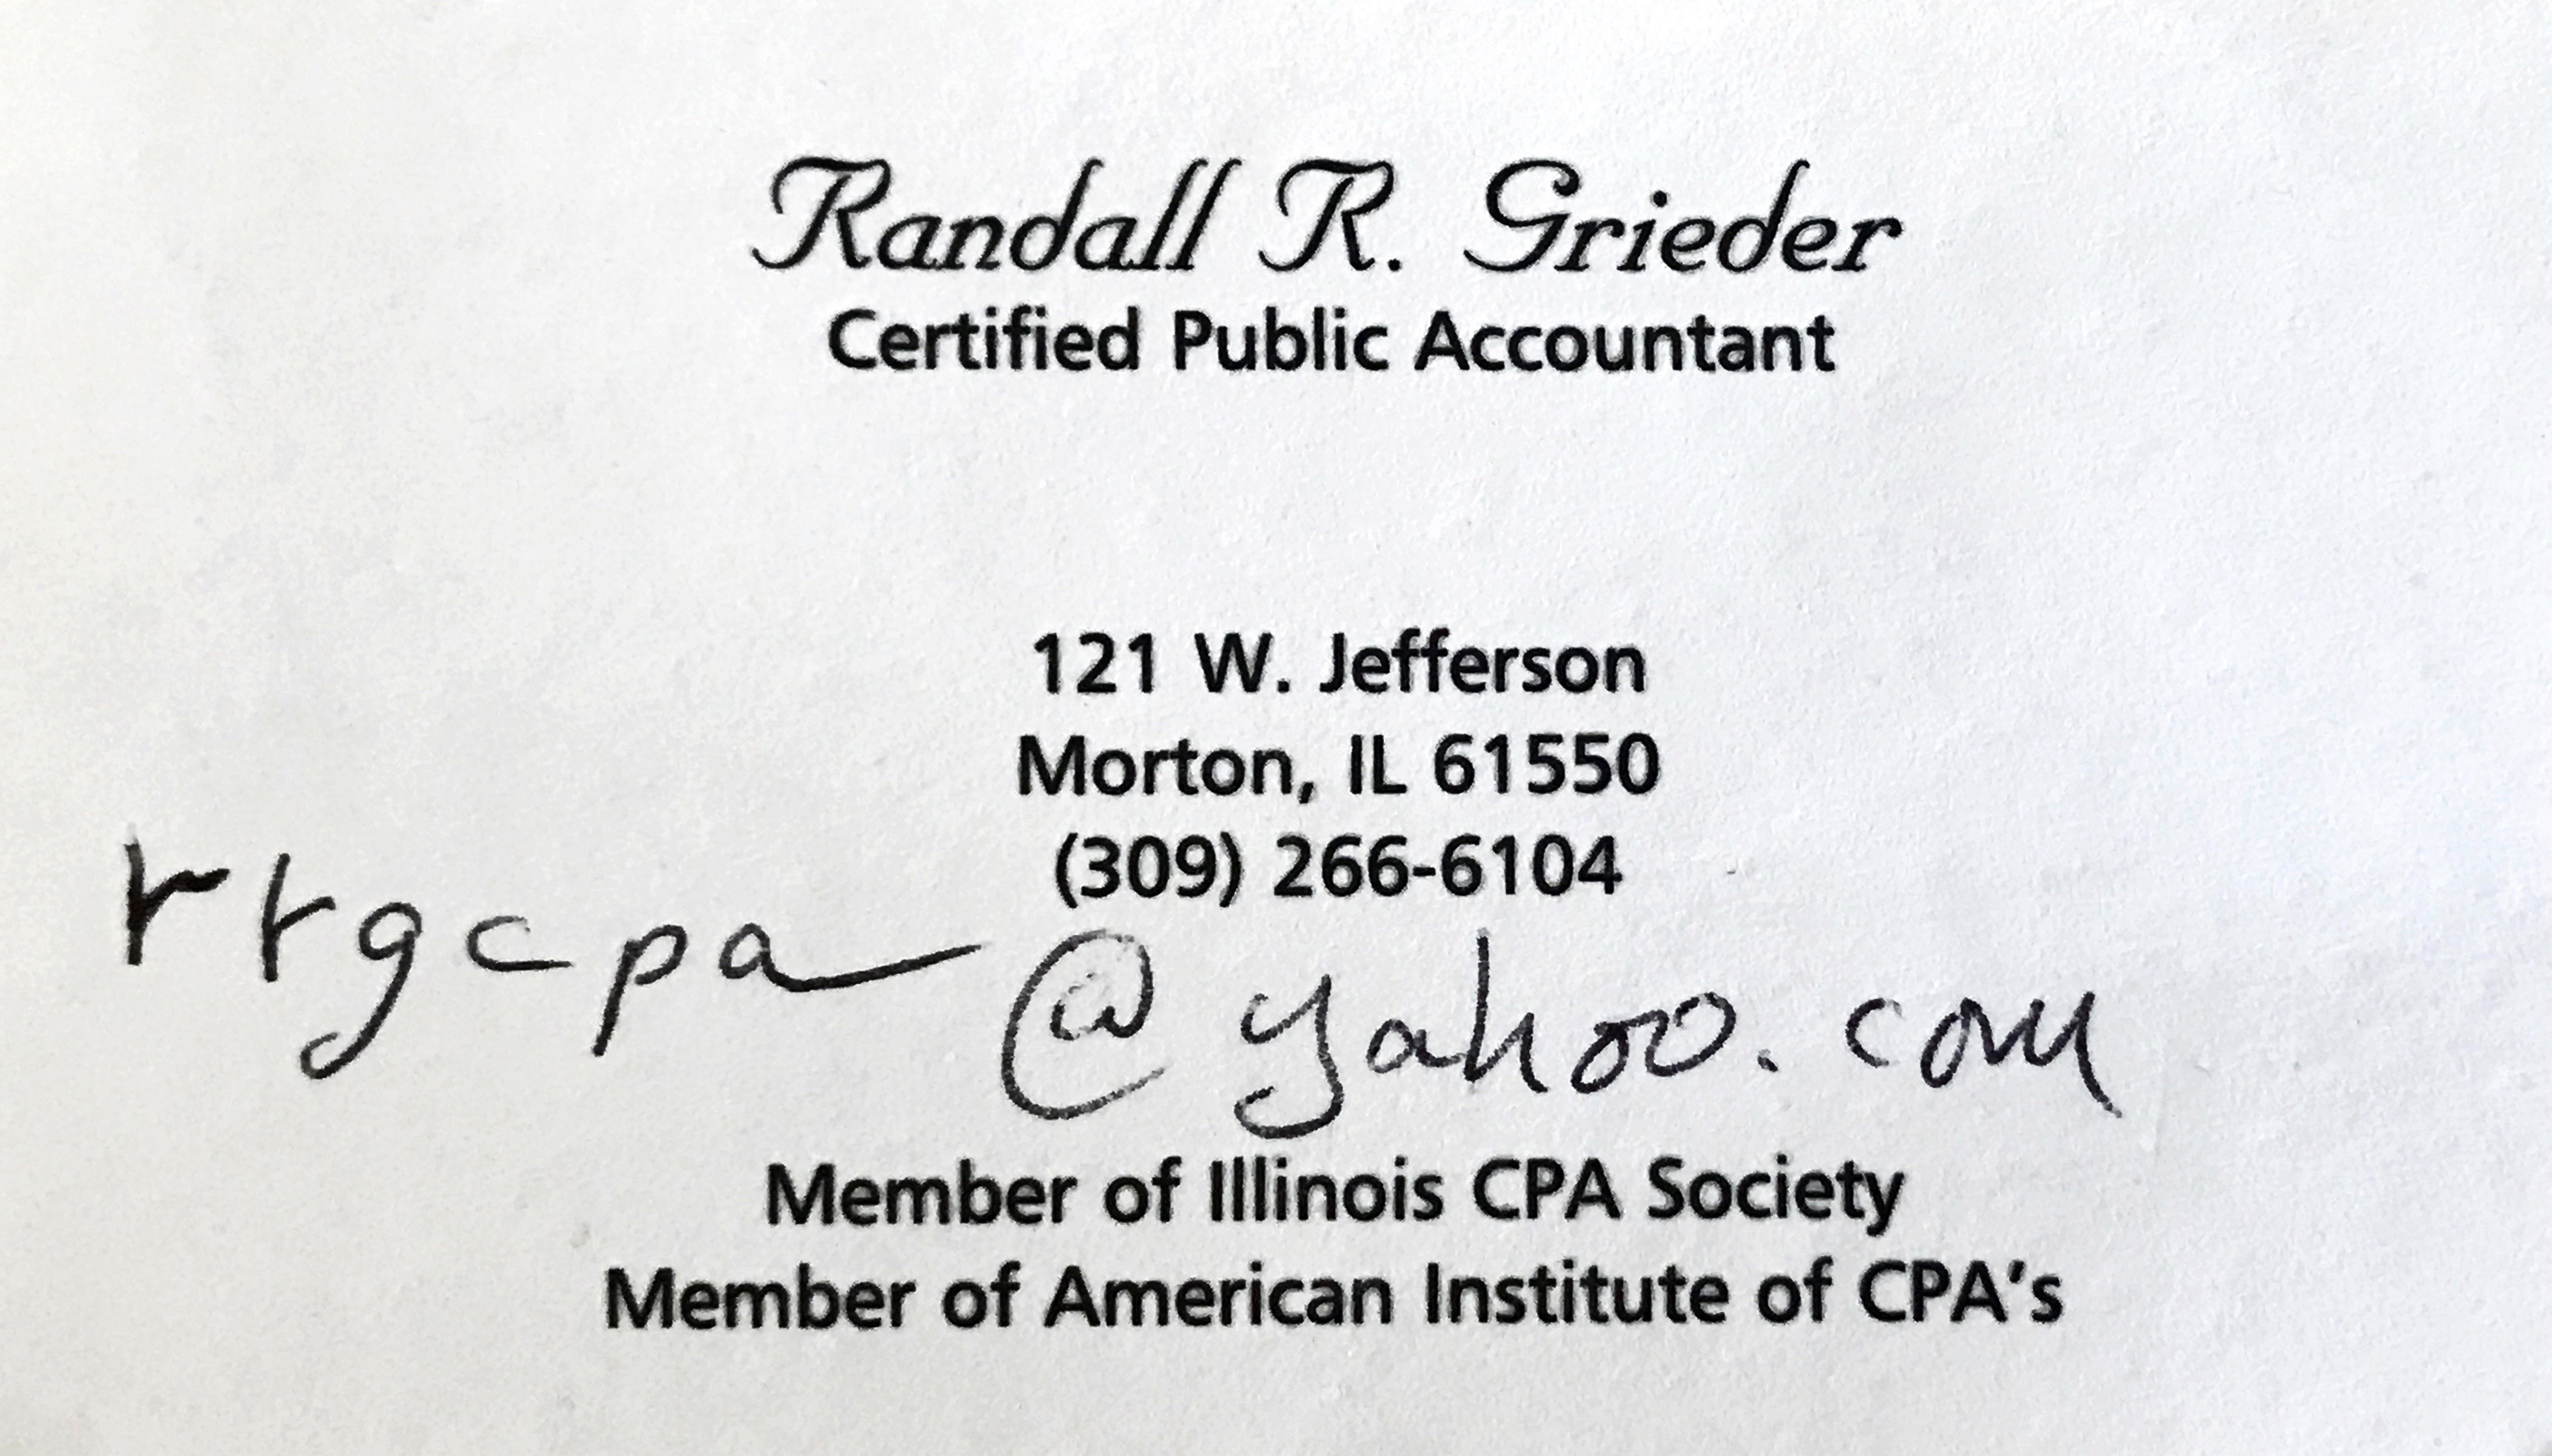 Randall R. Grieder
Certified Public Accountant
121 W. Jefferson
Morton, IL 61550
(309) 266-6104
rrgcpa@yahoo.com
Member of Illinois CPA Society
Member of American Institute of CPA's